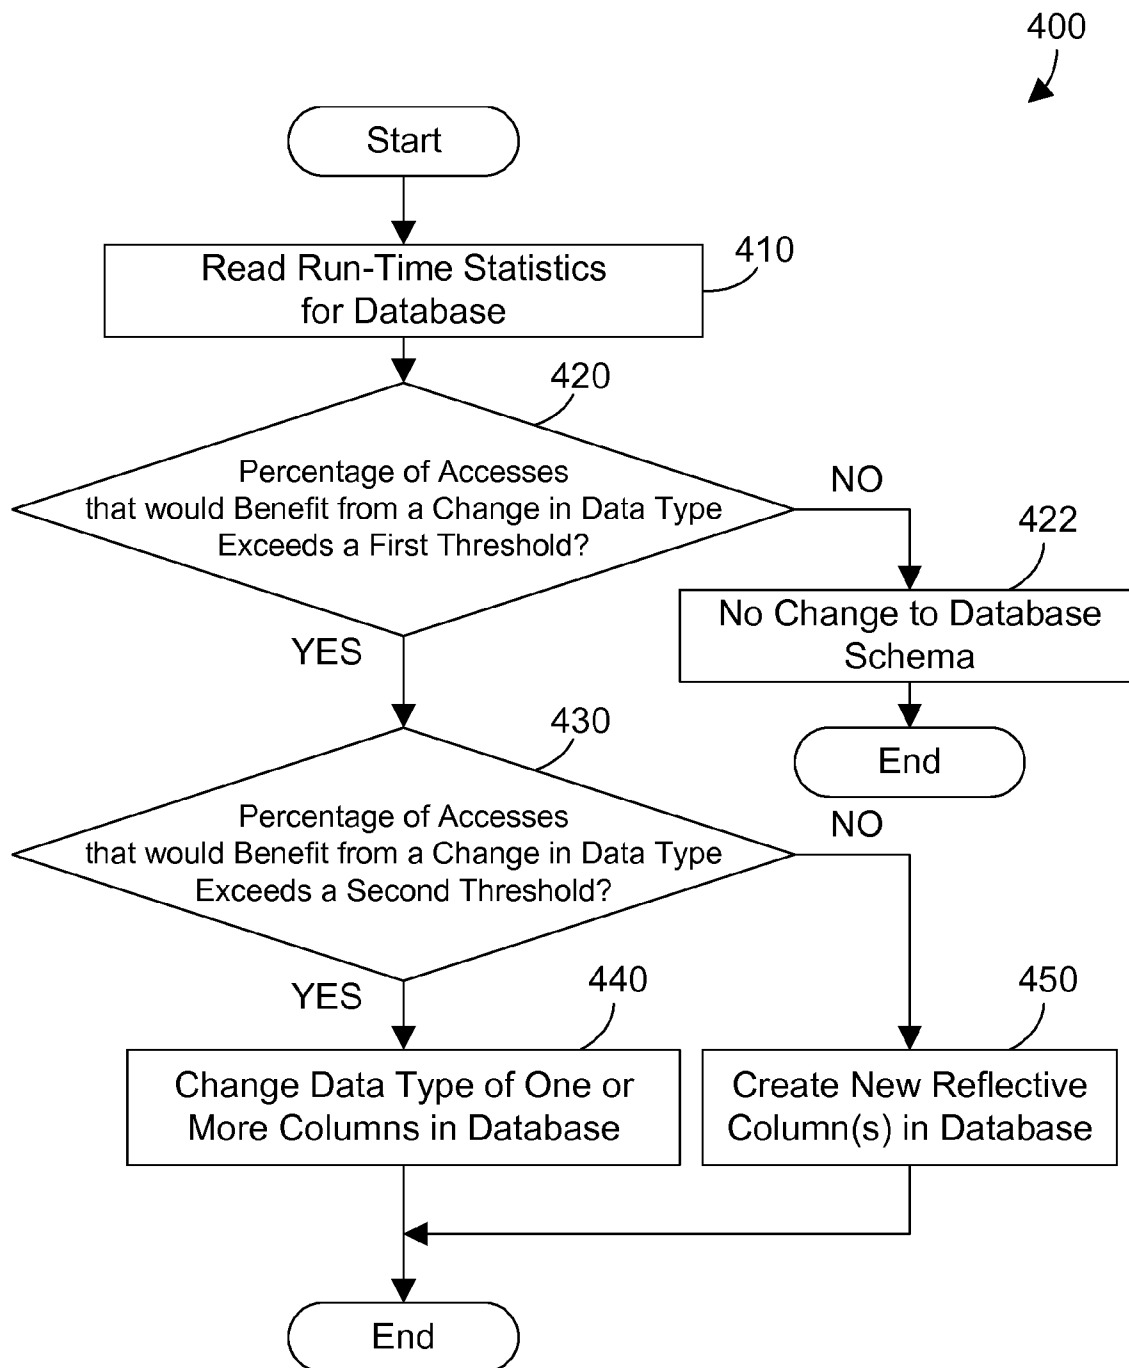 400
Start
Read Run-Time Statistics
for Database
410
420
Percentage of Accesses
that would Benefit from a Change in Data Type
Exceeds a First Threshold?
NO
YES
422
No Change to Database
Schema
End
430
Percentage of Accesses
that would Benefit from a Change in Data Type
Exceeds a Second Threshold?
NO
YES
440
Change Data Type of One or
More Columns in Database
450
Create New Reflective
Column(s) in Database
End